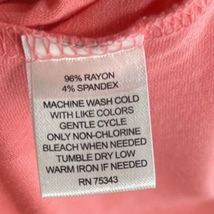 96% RAYON
4% SPANDEX
MACHINE WASH COLD
WITH LIKE COLORS
GENTLE CYCLE
ONLY NON-CHLORINE
BLEACH WHEN NEEDED
TUMBLE DRY LOW
WARM IRON IF NEEDED
RN 75343